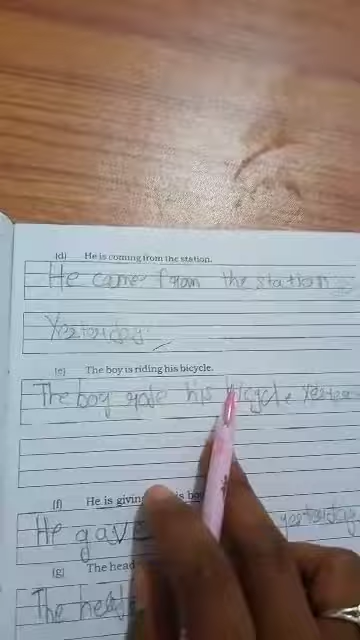 (d) He is coming from the station.
He came from the station
Yesterday
(e) The boy is riding his bicycle.
The boy rode his bicycle
(f) He is giving
He gave yesterday
(g) The head
The